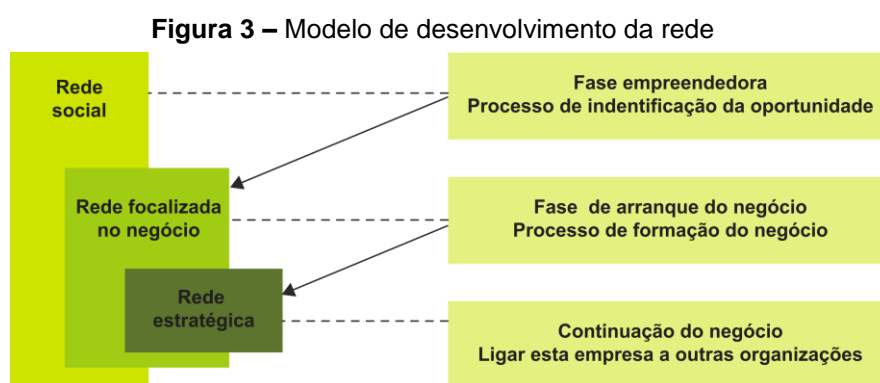 Figura 3 – Modelo de desenvolvimento da rede
Rede
social
Fase empreendedora
Processo de indentificação da oportunidade
Rede focalizada
no negócio
Fase de arranque do negócio
Processo de formação do negócio
Rede
estratégica
Continuação do negócio
Ligar esta empresa a outras organizações